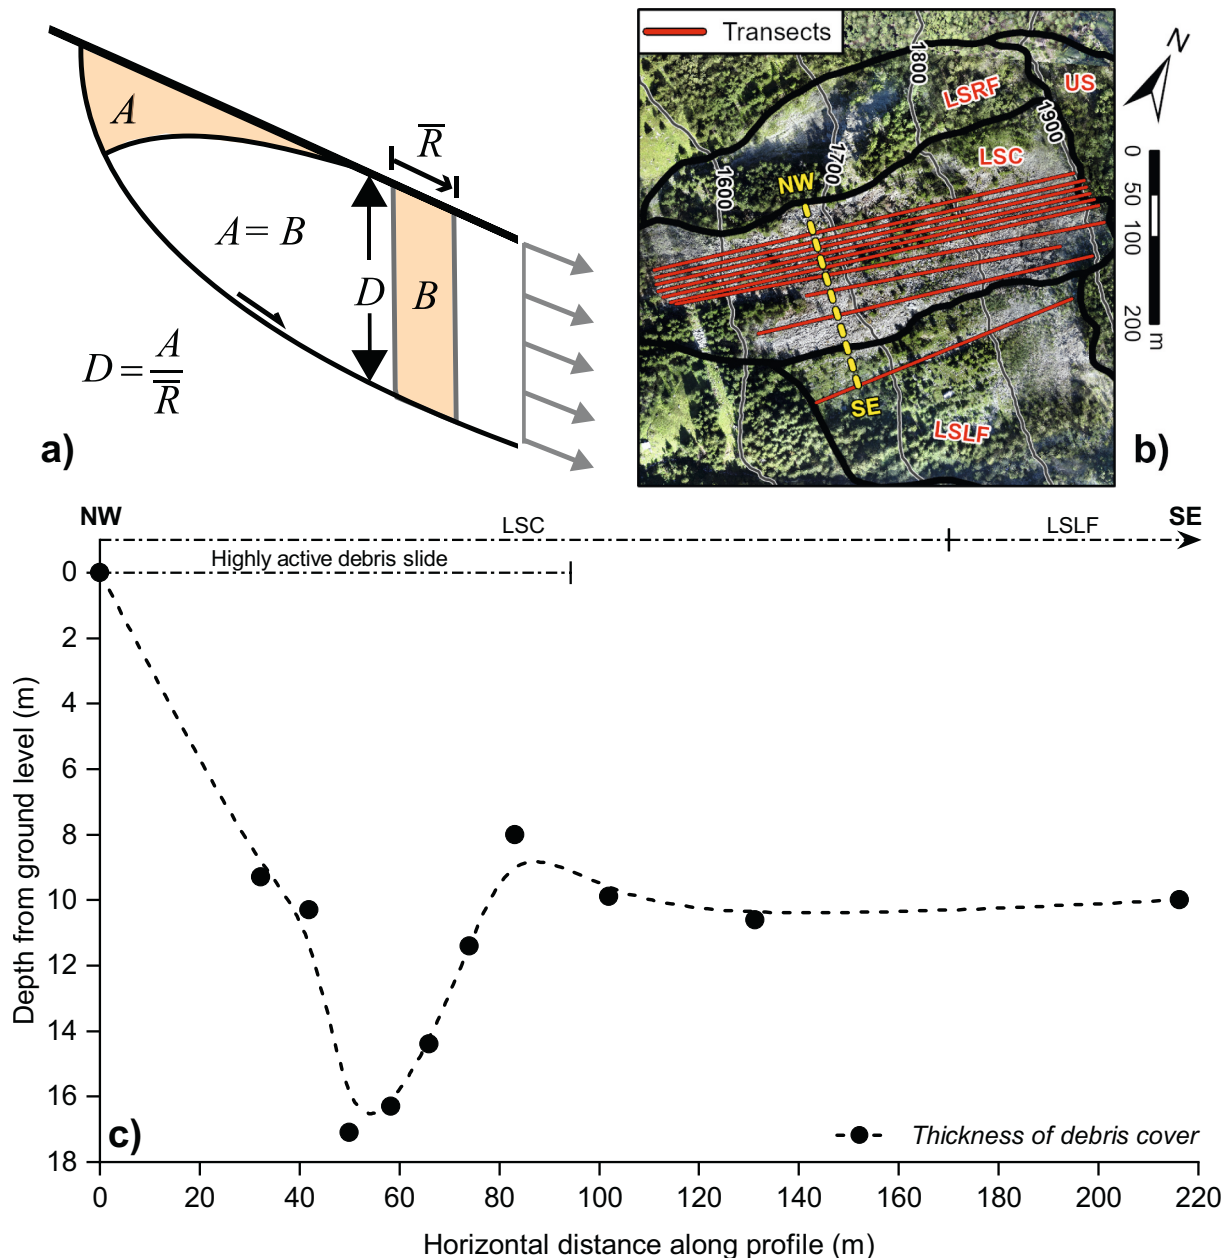 A
R
A = B
D
B
D = A / R
a)
Transects
N
1800
LSRF
US
1900
LSC
1700
NW
1600
0
50
100
200
m
SE
LSLF
b)
NW
LSC
LSLF
SE
Highly active debris slide
0
2
4
6
8
10
12
14
16
18
Depth from ground level (m)
c)
Thickness of debris cover
0 20 40 60 80 100 120 140 160 180 200 220
Horizontal distance along profile (m)